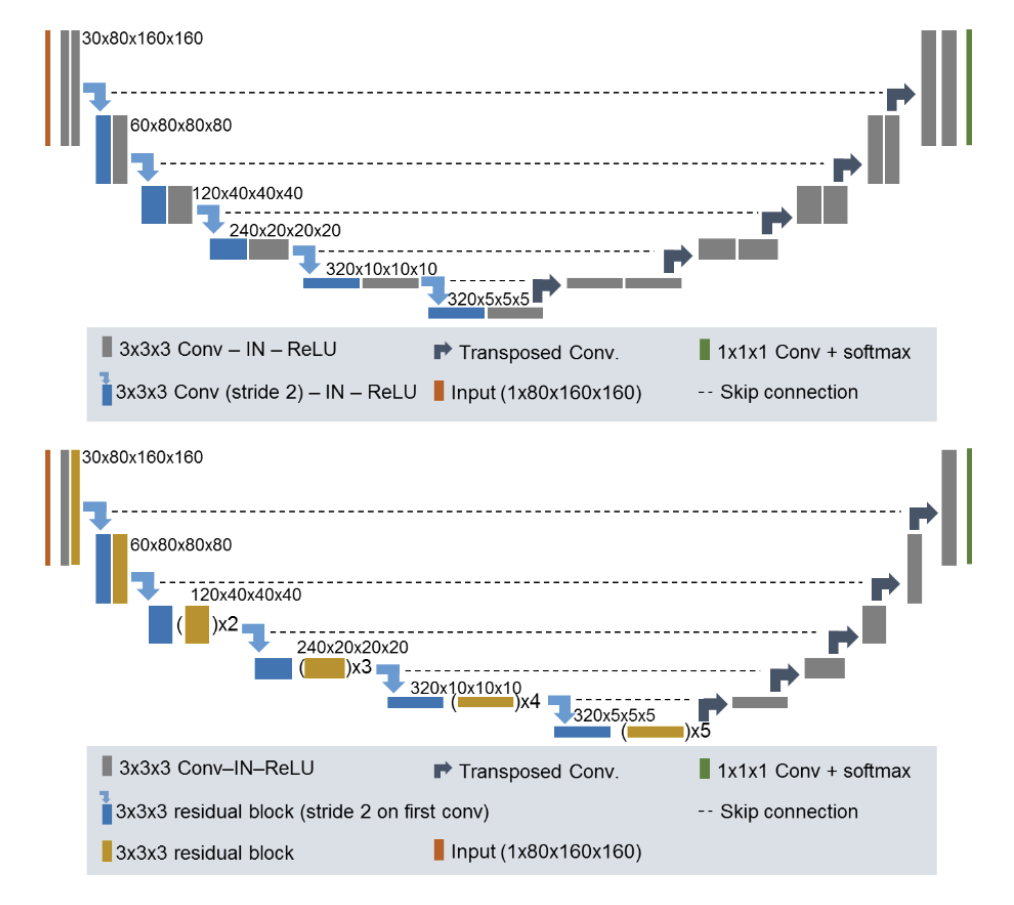 30x80x160x160
60x80x80x80
120x40x40x40
240x20x20x20
320x10x10x10
320x5x5x5
3x3x3 Conv – IN – ReLU
Transposed Conv.
1x1x1 Conv + softmax
3x3x3 Conv (stride 2) – IN – ReLU
Input (1x80x160x160)
-- Skip connection
30x80x160x160
60x80x80x80
120x40x40x40
( )x2
240x20x20x20
( )x3
320x10x10x10
( )x4
320x5x5x5
( )x5
3x3x3 Conv–IN–ReLU
Transposed Conv.
1x1x1 Conv + softmax
3x3x3 residual block (stride 2 on first conv)
-- Skip connection
3x3x3 residual block
Input (1x80x160x160)